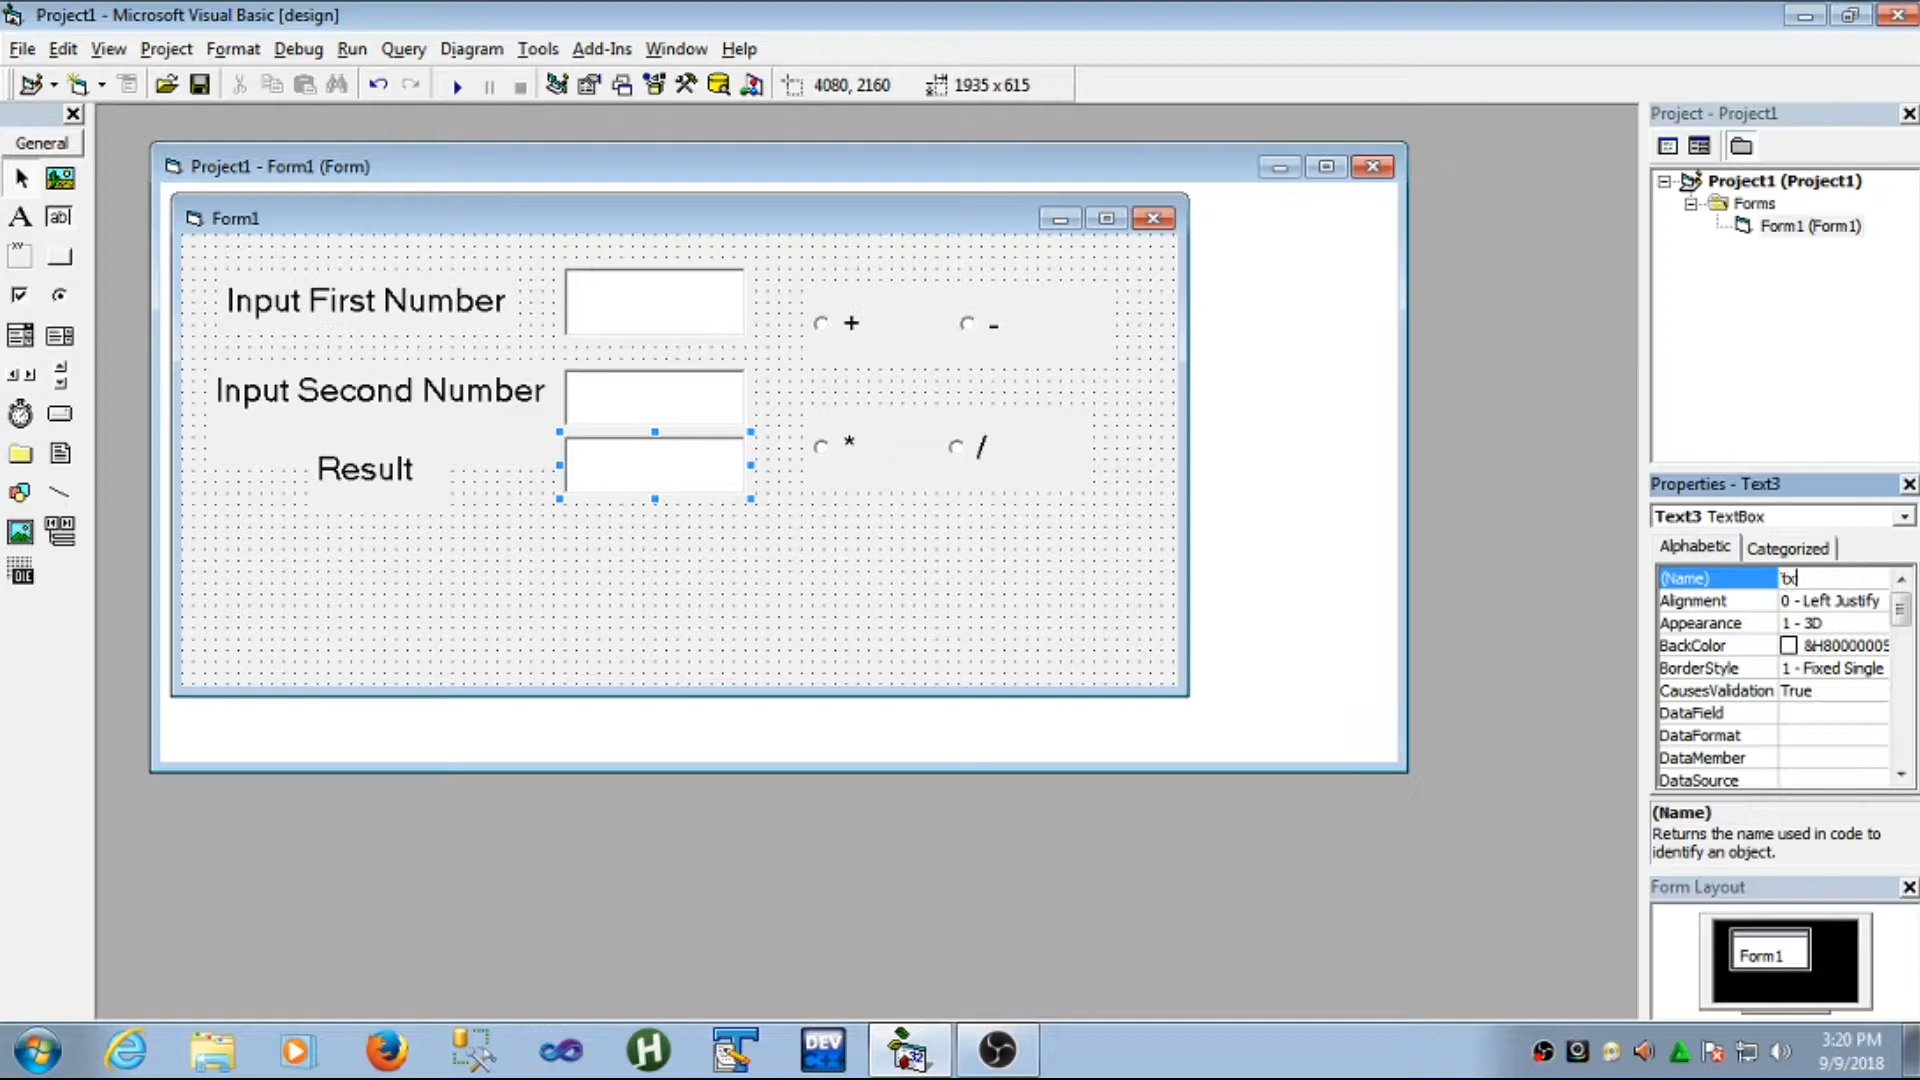 Project1 - Microsoft Visual Basic [design]
File Edit View Project Format Debug Run Query Diagram Tools Add-Ins Window Help
4080, 2160 1935 x 615
General
Project - Project1
Project1 - Form1 (Form)
Project1 (Project1)
Forms
Form1 (Form1)
A ab|
XY
Form1
Input First Number
+ -
Input Second Number
* /
Result
Properties - Text3
Text3 TextBox
Alphabetic Categorized
(Name)
Alignment 0 - Left Justify
Appearance 1 - 3D
BackColor &H80000005
BorderStyle 1 - Fixed Single
CausesValidation True
DataField
DataFormat
DataMember
DataSource
OLE
(Name)
Returns the name used in code to
identify an object.
Form Layout
Form1
H
DEV
C++
32
3:20 PM
9/9/2018